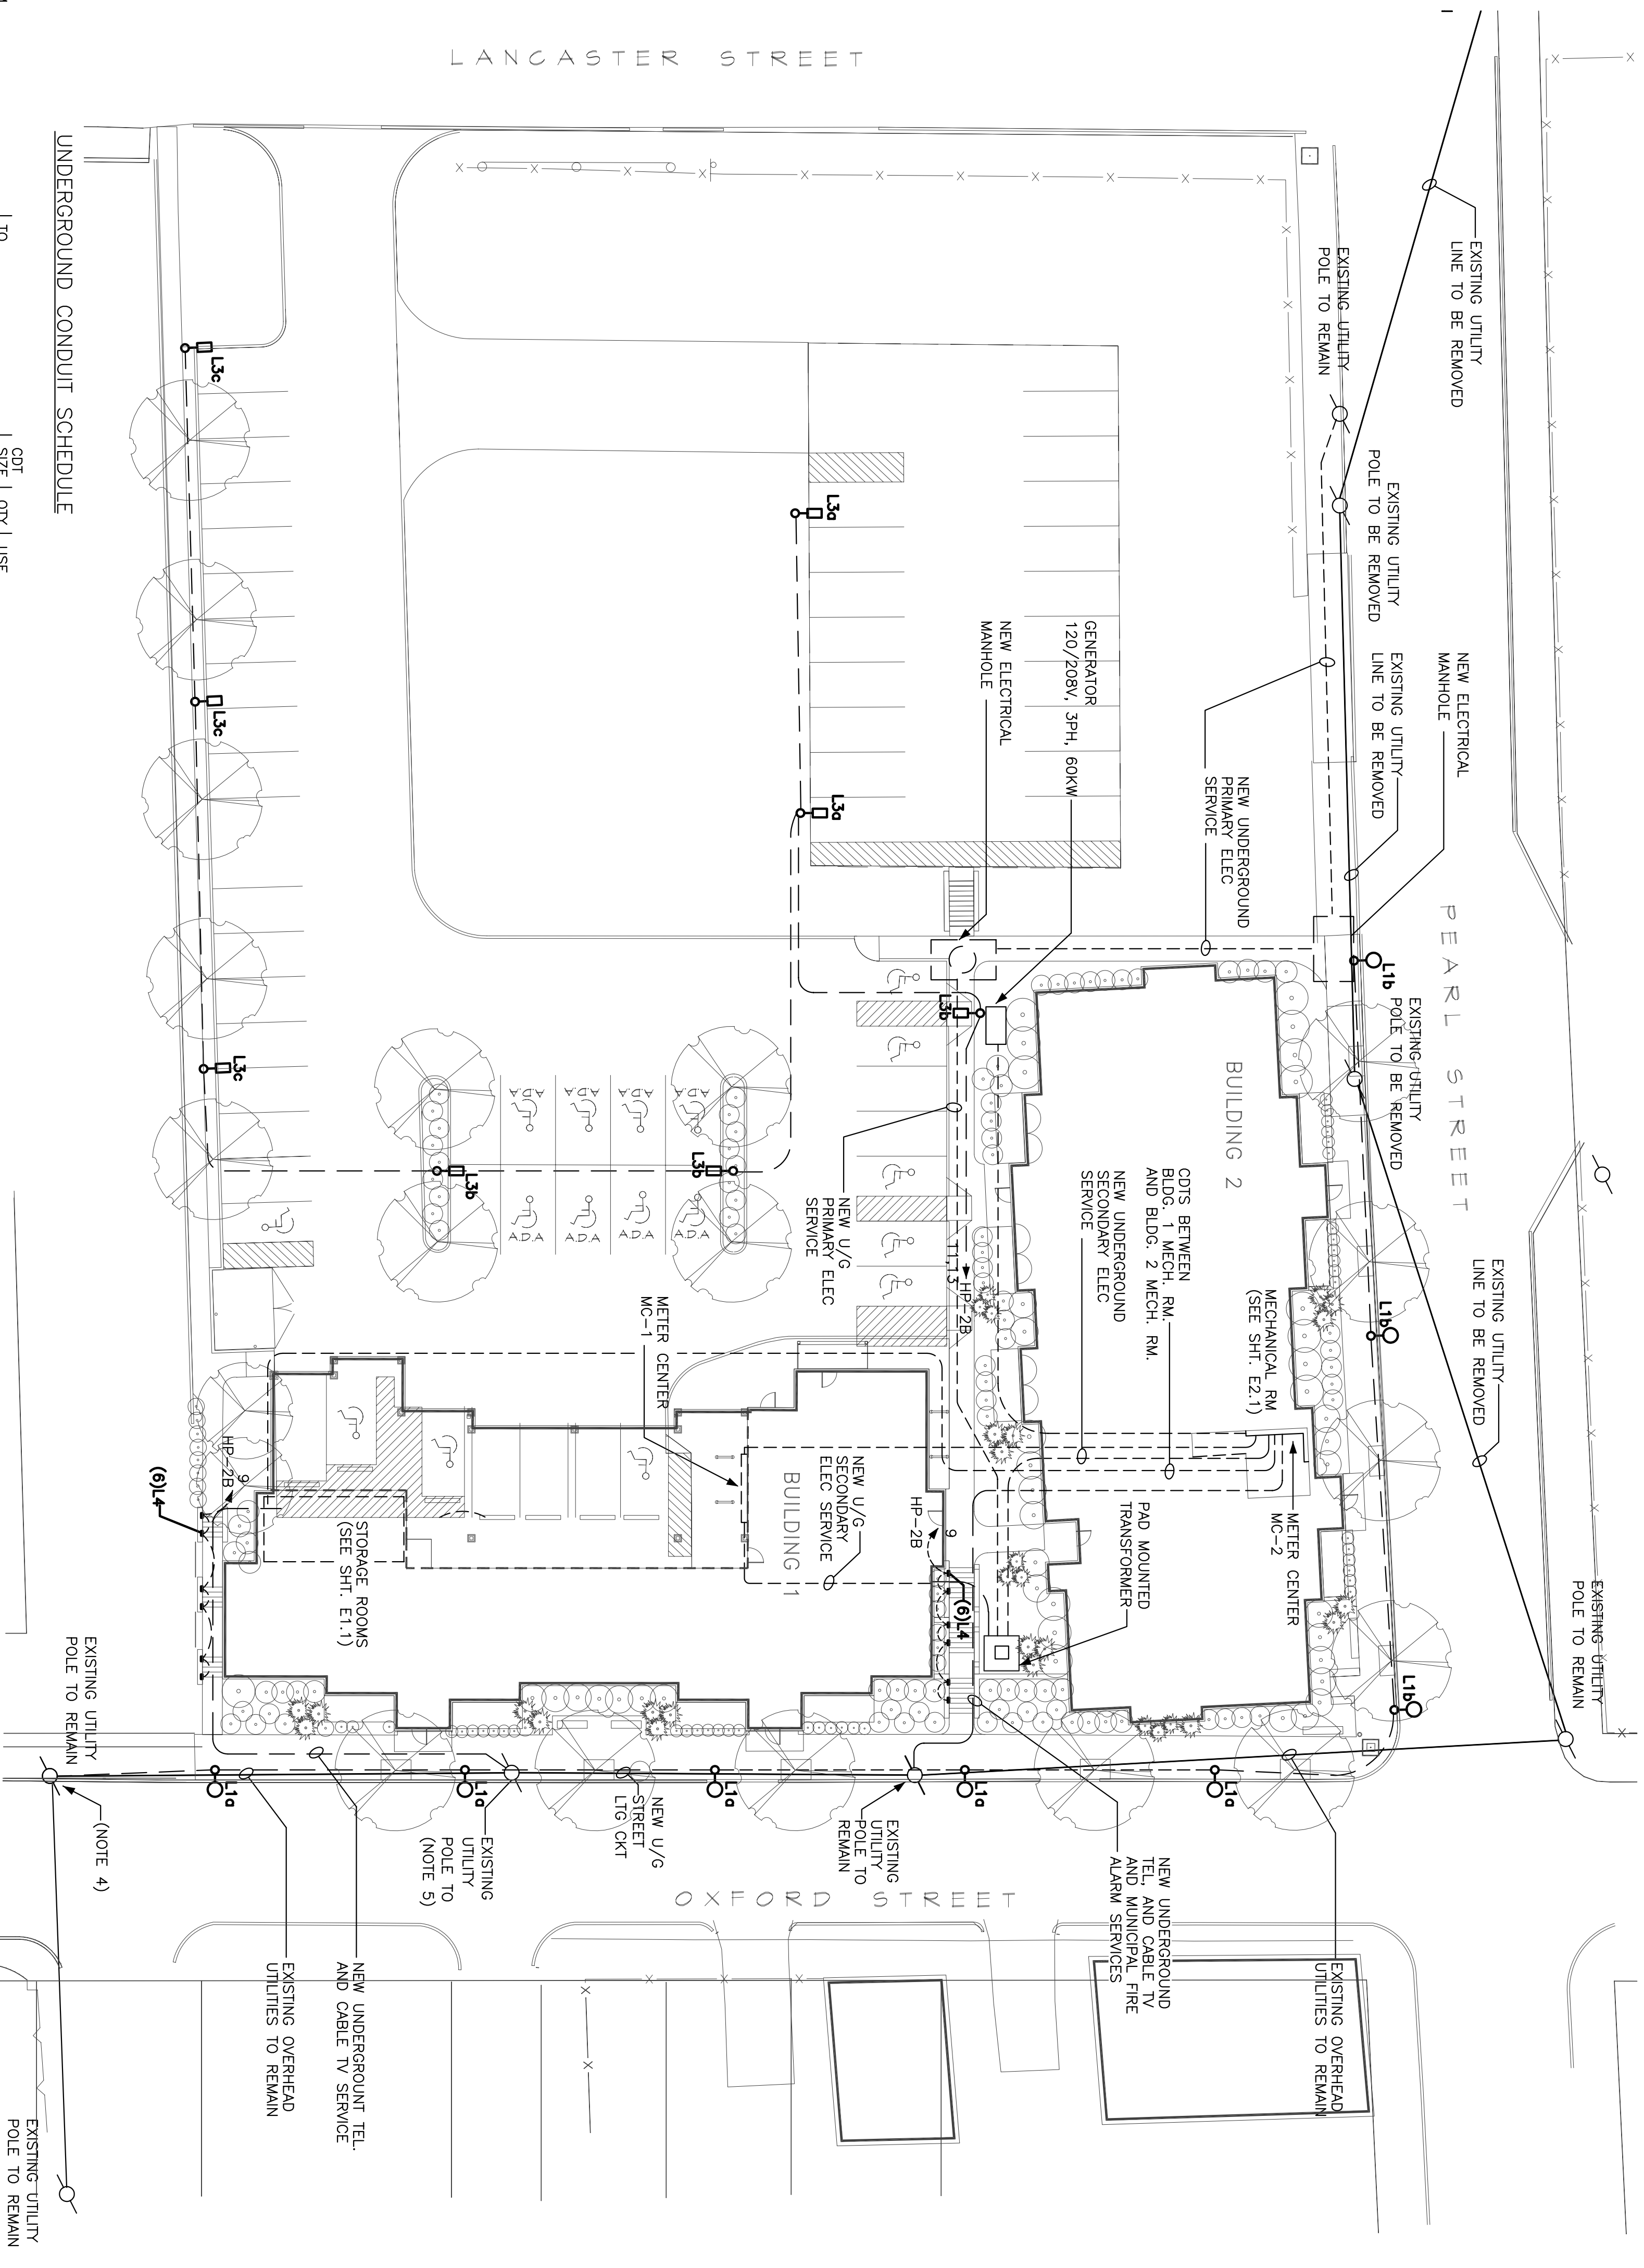 LANCASTER STREET
PEARL STREET
OXFORD STREET
EXISTING UTILITY
LINE TO BE REMOVED
EXISTING UTILITY
POLE TO REMAIN
EXISTING UTILITY
POLE TO BE REMOVED
EXISTING UTILITY
LINE TO BE REMOVED
NEW ELECTRICAL
MANHOLE
L1b
EXISTING UTILITY
POLE TO BE REMOVED
EXISTING UTILITY
LINE TO BE REMOVED
L1b
EXISTING UTILITY
POLE TO REMAIN
L1b
NEW UNDERGROUND
PRIMARY ELEC
SERVICE
GENERATOR
120/208V, 3PH, 60KW
NEW ELECTRICAL
MANHOLE
BUILDING 2
MECHANICAL RM
(SEE SHT. E2.1)
CDTS BETWEEN
BLDG. 1 MECH. RM.
AND BLDG. 2 MECH. RM.
NEW UNDERGROUND
SECONDARY ELEC
SERVICE
METER CENTER
MC-2
PAD MOUNTED
TRANSFORMER
L3a
L3a
L3b
HP-2B
NEW U/G
PRIMARY ELEC
SERVICE
L3b
L3b
A.D.A
A.D.A
A.D.A
A.D.A
A.D.A
A.D.A
A.D.A
A.D.A
METER CENTER
MC-1
BUILDING 1
NEW U/G
SECONDARY
ELEC SERVICE
9
HP-2B
(6)L4
STORAGE ROOMS
(SEE SHT. E1.1)
9
HP-2B
(6)L4
L3c
L3c
L3c
UNDERGROUND CONDUIT SCHEDULE
TO
CDT
SIZE
QTY
USE
EXISTING UTILITY
POLE TO REMAIN
(NOTE 4)
L1a
L1a
L1a
L1a
L1a
EXISTING
UTILITY
POLE TO
(NOTE 5)
NEW U/G
STREET
LTG CKT
EXISTING
UTILITY
POLE TO
REMAIN
NEW UNDERGROUND
TEL, AND CABLE TV
AND MUNICIPAL FIRE
ALARM SERVICES
EXISTING OVERHEAD
UTILITIES TO REMAIN
NEW UNDERGROUNT TEL.
AND CABLE TV SERVICE
EXISTING OVERHEAD
UTILITIES TO REMAIN
EXISTING UTILITY
POLE TO REMAIN